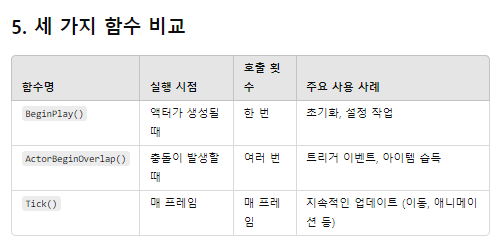 5. 세 가지 함수 비교
함수명 실행 시점 호출 횟수 주요 사용 사례
BeginPlay() 액터가 생성될 때 한 번 초기화, 설정 작업
ActorBeginOverlap() 충돌이 발생할 때 여러 번 트리거 이벤트, 아이템 습득
Tick() 매 프레임 매 프레임 지속적인 업데이트 (이동, 애니메이션 등)